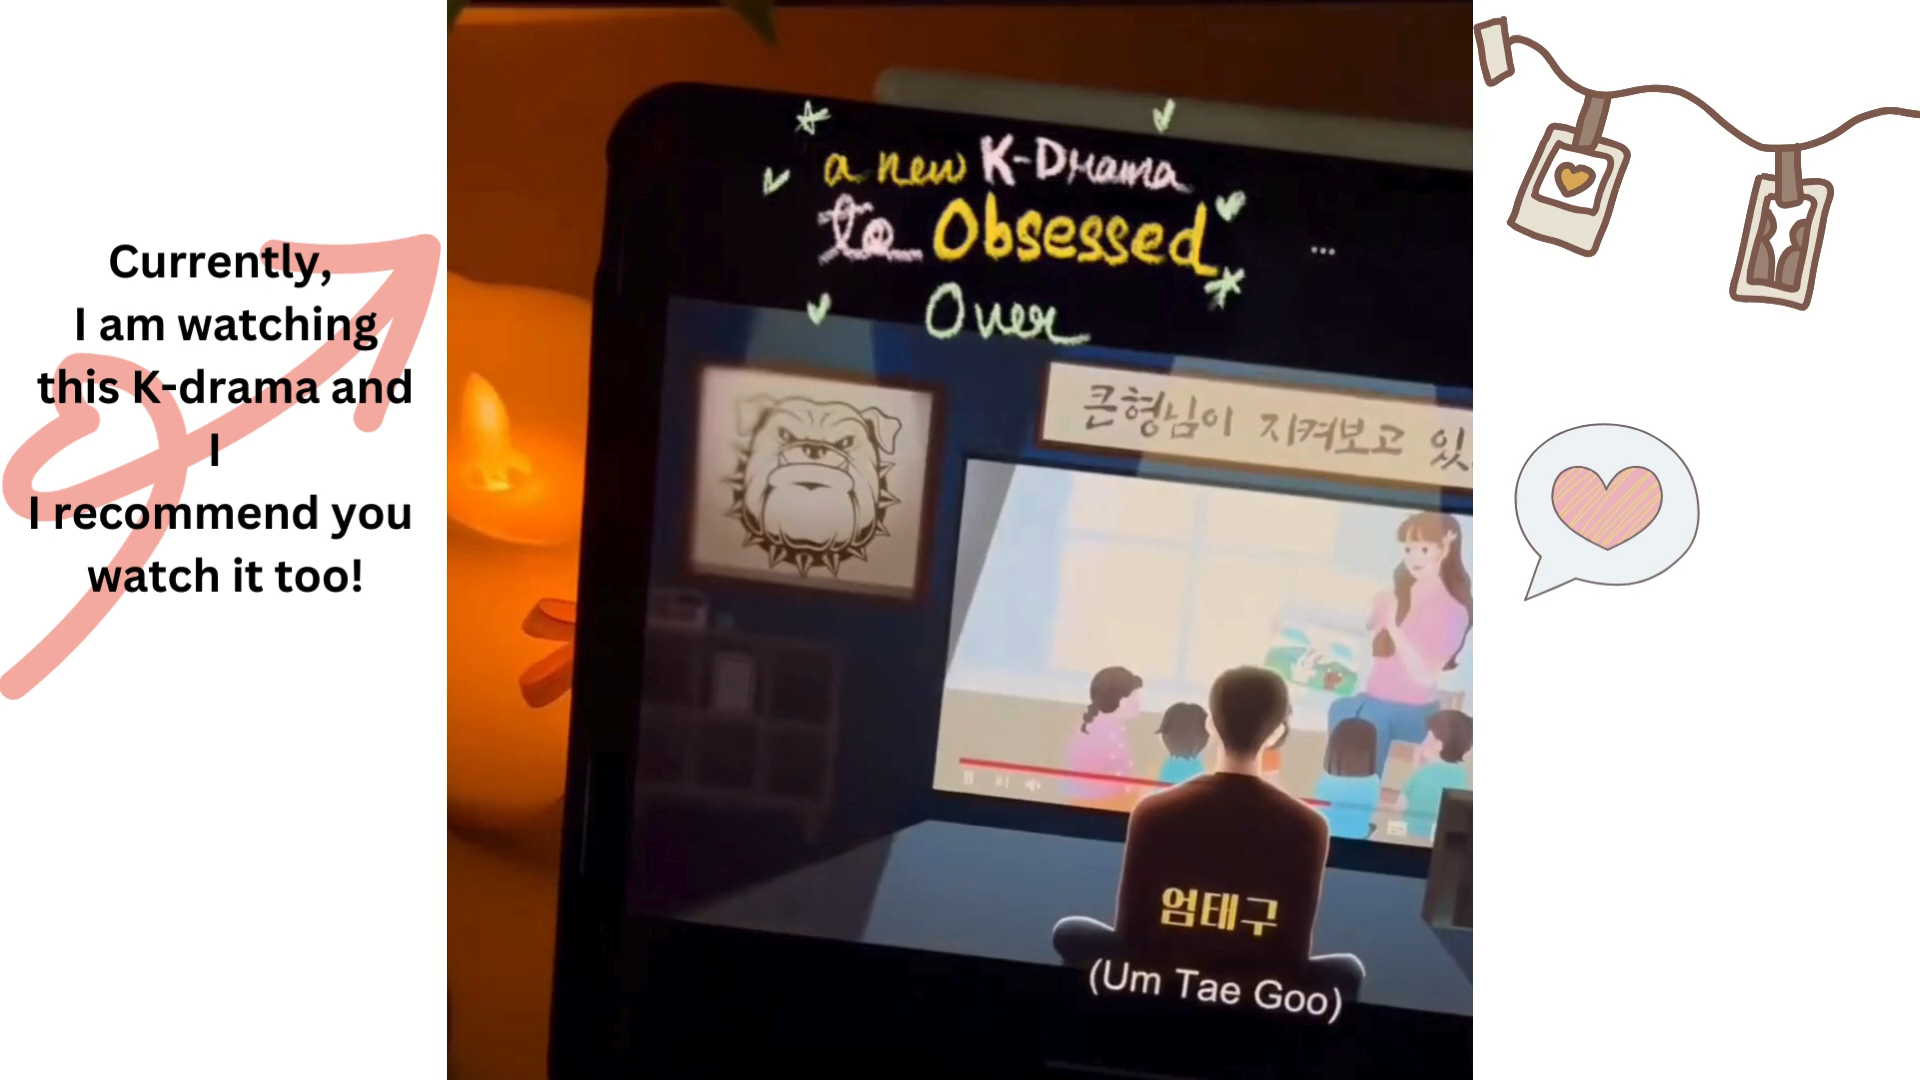 Currently,
I am watching
this K-drama and
I
I recommend you
watch it too!
a new K-Drama
to Obsessed
Over
...
큰형님이 지켜보고
엄태구
(Um Tae Goo)